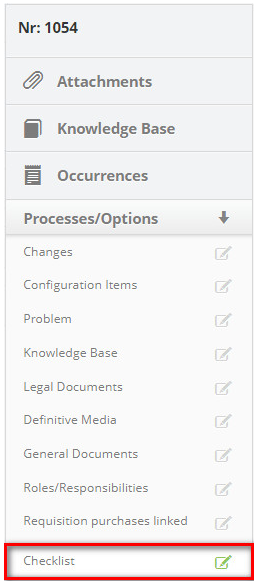 Nr: 1054
Attachments
Knowledge Base
Occurrences
Processes/Options
Changes
Configuration Items
Problem
Knowledge Base
Legal Documents
Definitive Media
General Documents
Roles/Responsibilities
Requisition purchases linked
Checklist